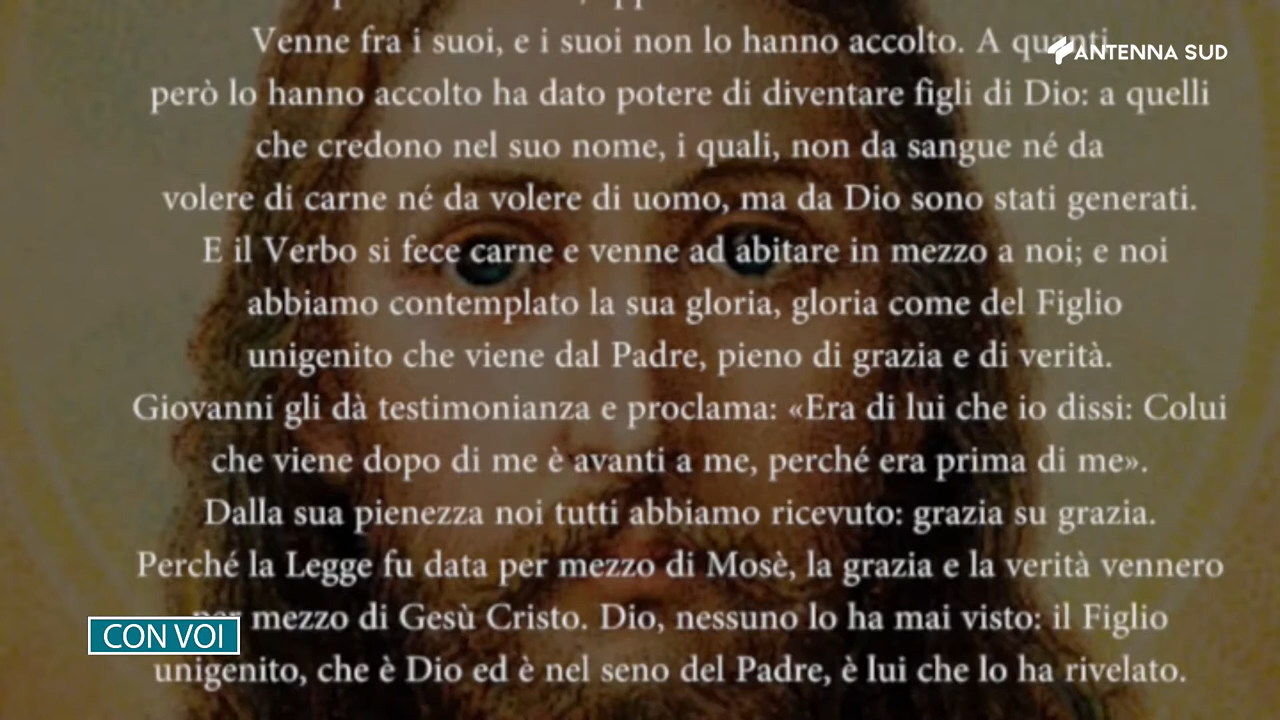 Venne fra i suoi, e i suoi non lo hanno accolto. A quanti
ANTENNA SUD
però lo hanno accolto ha dato potere di diventare figli di Dio: a quelli
che credono nel suo nome, i quali, non da sangue né da
volere di carne né da volere di uomo, ma da Dio sono stati generati.
E il Verbo si fece carne e venne ad abitare in mezzo a noi; e noi
abbiamo contemplato la sua gloria, gloria come del Figlio
unigenito che viene dal Padre, pieno di grazia e di verità.
Giovanni gli dà testimonianza e proclama: «Era di lui che io dissi: Colui
che viene dopo di me è avanti a me, perché era prima di me».
Dalla sua pienezza noi tutti abbiamo ricevuto: grazia su grazia.
Perché la Legge fu data per mezzo di Mosè, la grazia e la verità vennero
per mezzo di Gesù Cristo. Dio, nessuno lo ha mai visto: il Figlio
CON VOI
unigenito, che è Dio ed è nel seno del Padre, è lui che lo ha rivelato.